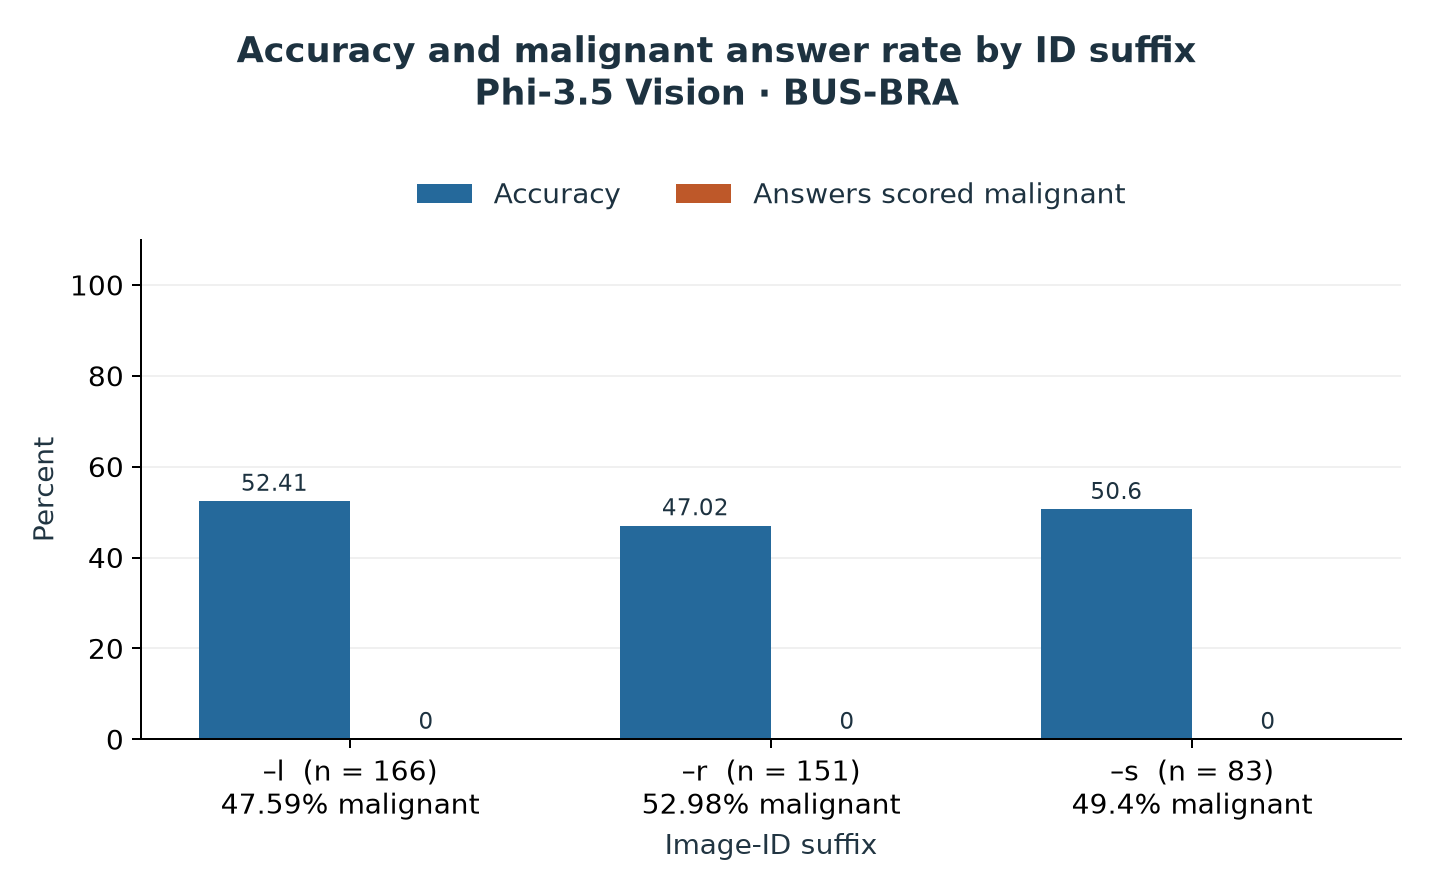 Accuracy and malignant answer rate by ID suffix
Phi-3.5 Vision · BUS-BRA
Accuracy
Answers scored malignant
Percent
100
80
60
40
20
0
52.41
0
47.02
0
50.6
0
–l (n = 166)
47.59% malignant
–r (n = 151)
52.98% malignant
–s (n = 83)
49.4% malignant
Image-ID suffix